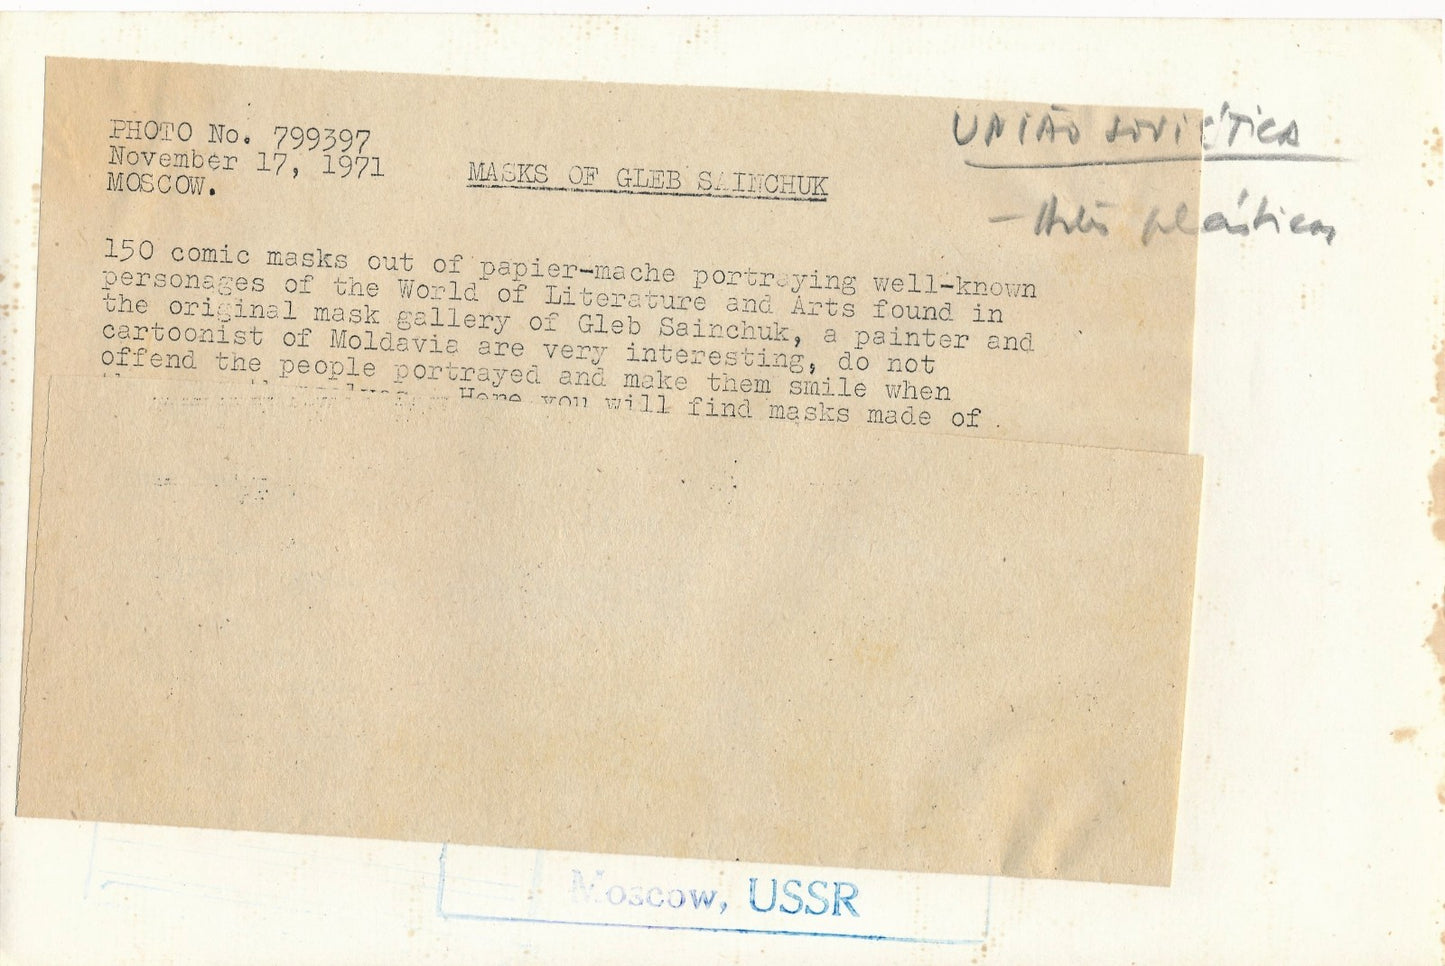 PHOTO No. 799397
November 17, 1971
MOSCOW.
MASKS OF GLEB SAINCHUK
UNIÃO SOVIÉTICA
- Artes plásticas
150 comic masks out of papier-mache portraying well-known
personages of the World of Literature and Arts found in
the original mask gallery of Gleb Sainchuk, a painter and
cartoonist of Moldavia are very interesting, do not
offend the people portrayed and make them smile when
Here you will find masks made of
Moscow, USSR